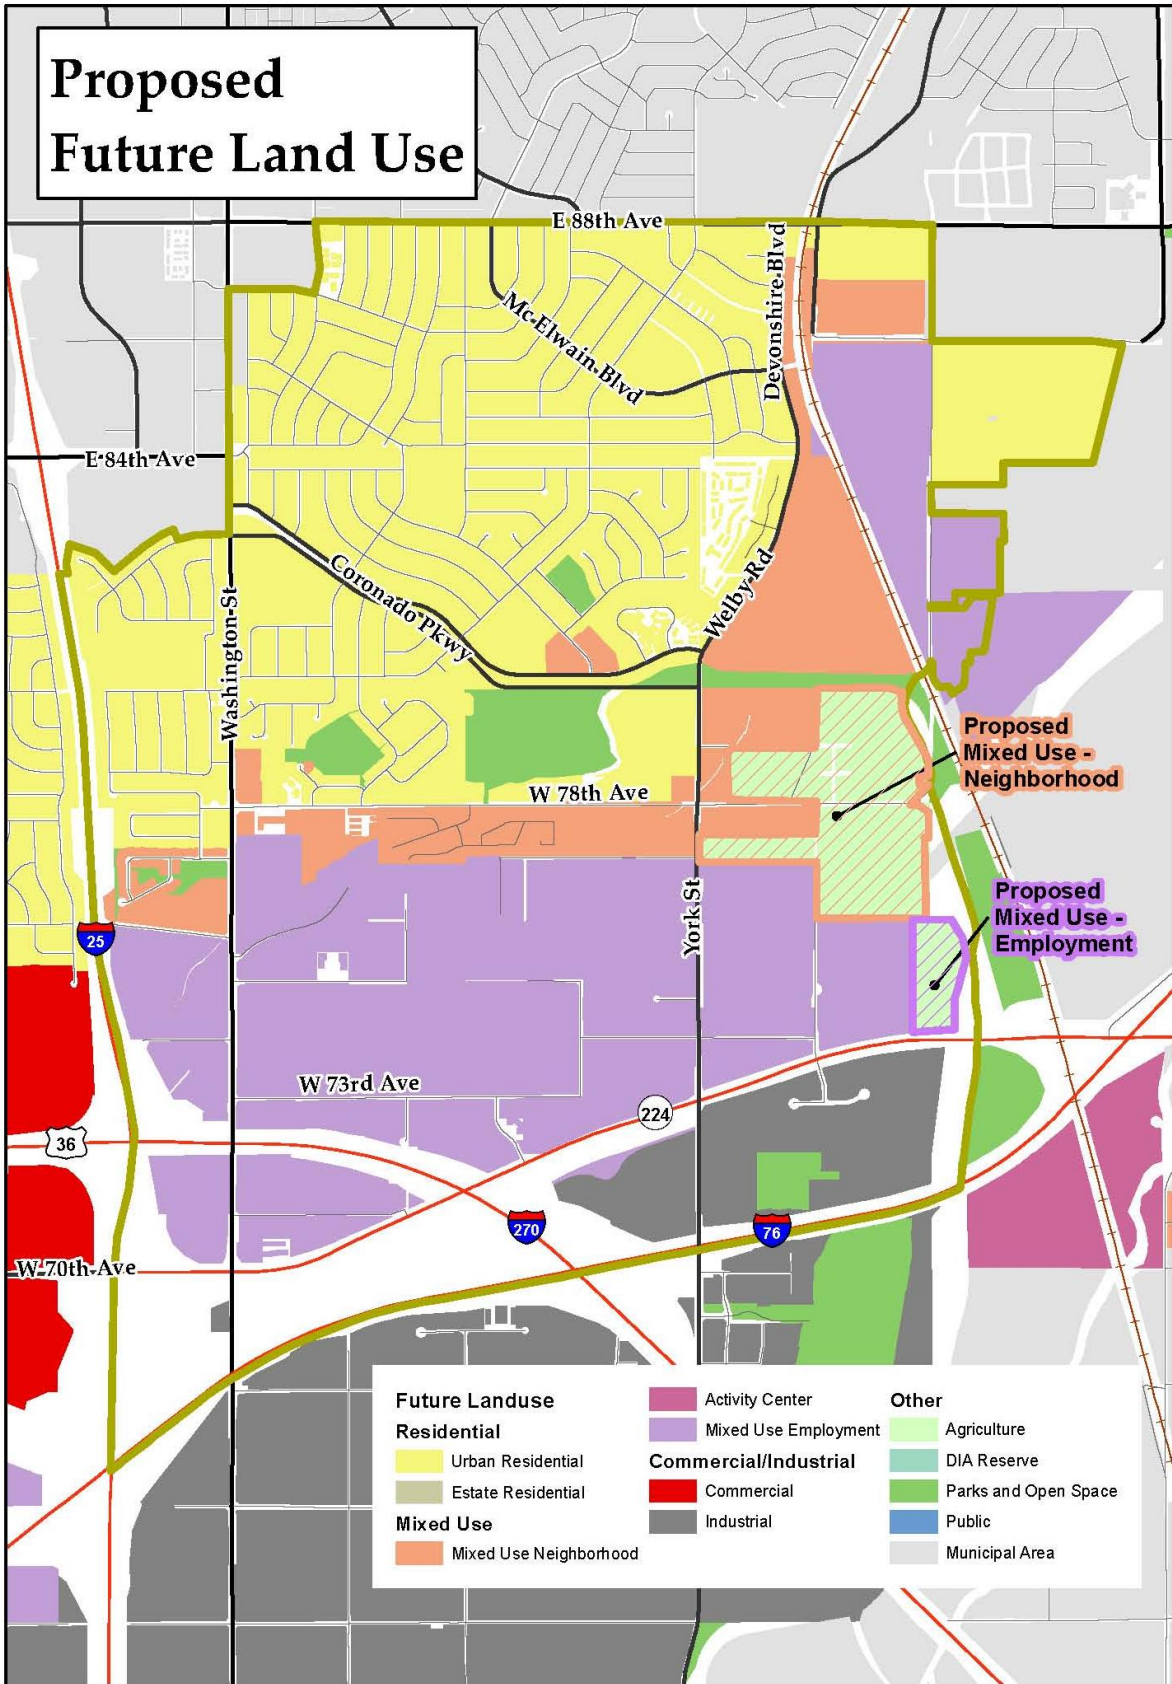 Proposed
Future Land Use
E 88th Ave
Mc Elwain Blvd
Devonshire Blvd
E 84th Ave
Coronado Pkwy
Welby Rd
Washington St
Proposed
Mixed Use -
Neighborhood
W 78th Ave
York St
Proposed
Mixed Use -
Employment
25
W 73rd Ave
224
36
270
76
W 70th Ave
Future Landuse
Residential
Urban Residential
Estate Residential
Mixed Use
Mixed Use Neighborhood
Activity Center
Mixed Use Employment
Commercial/Industrial
Commercial
Industrial
Other
Agriculture
DIA Reserve
Parks and Open Space
Public
Municipal Area